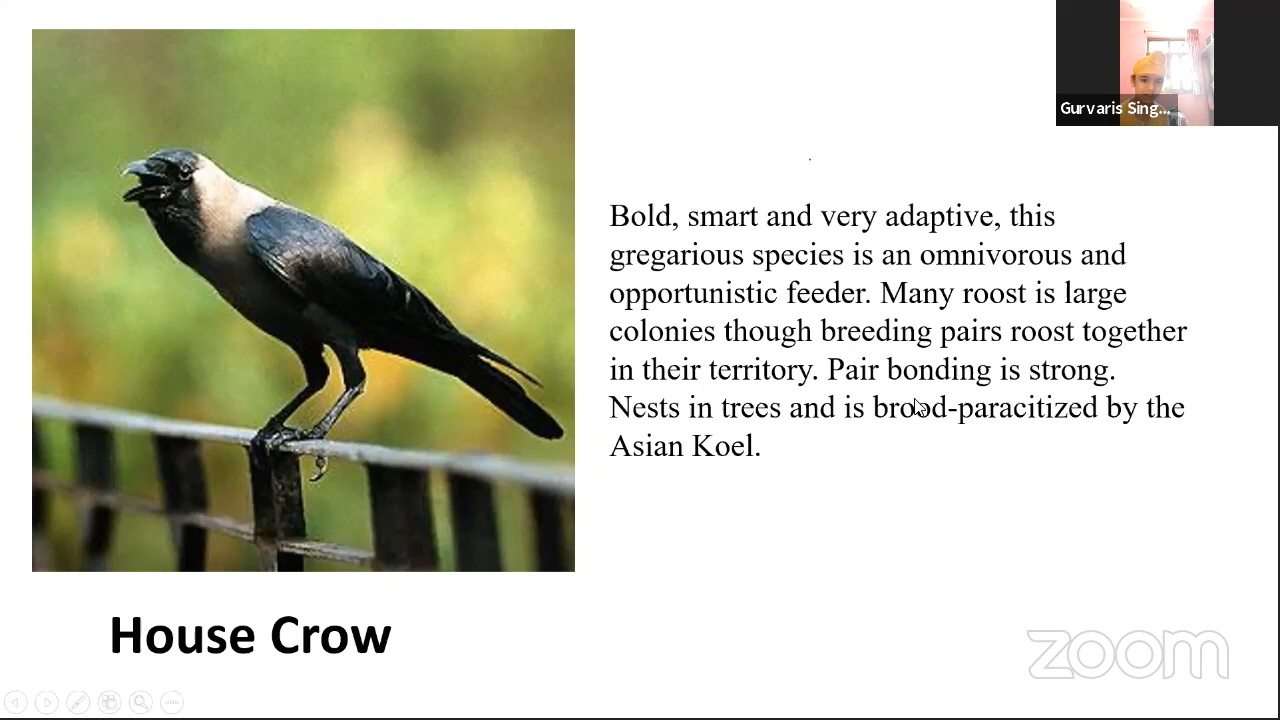 Gurvaris Sing...
Bold, smart and very adaptive, this
gregarious species is an omnivorous and
opportunistic feeder. Many roost is large
colonies though breeding pairs roost together
in their territory. Pair bonding is strong.
Nests in trees and is brood-paracitized by the
Asian Koel.
House Crow
zoom